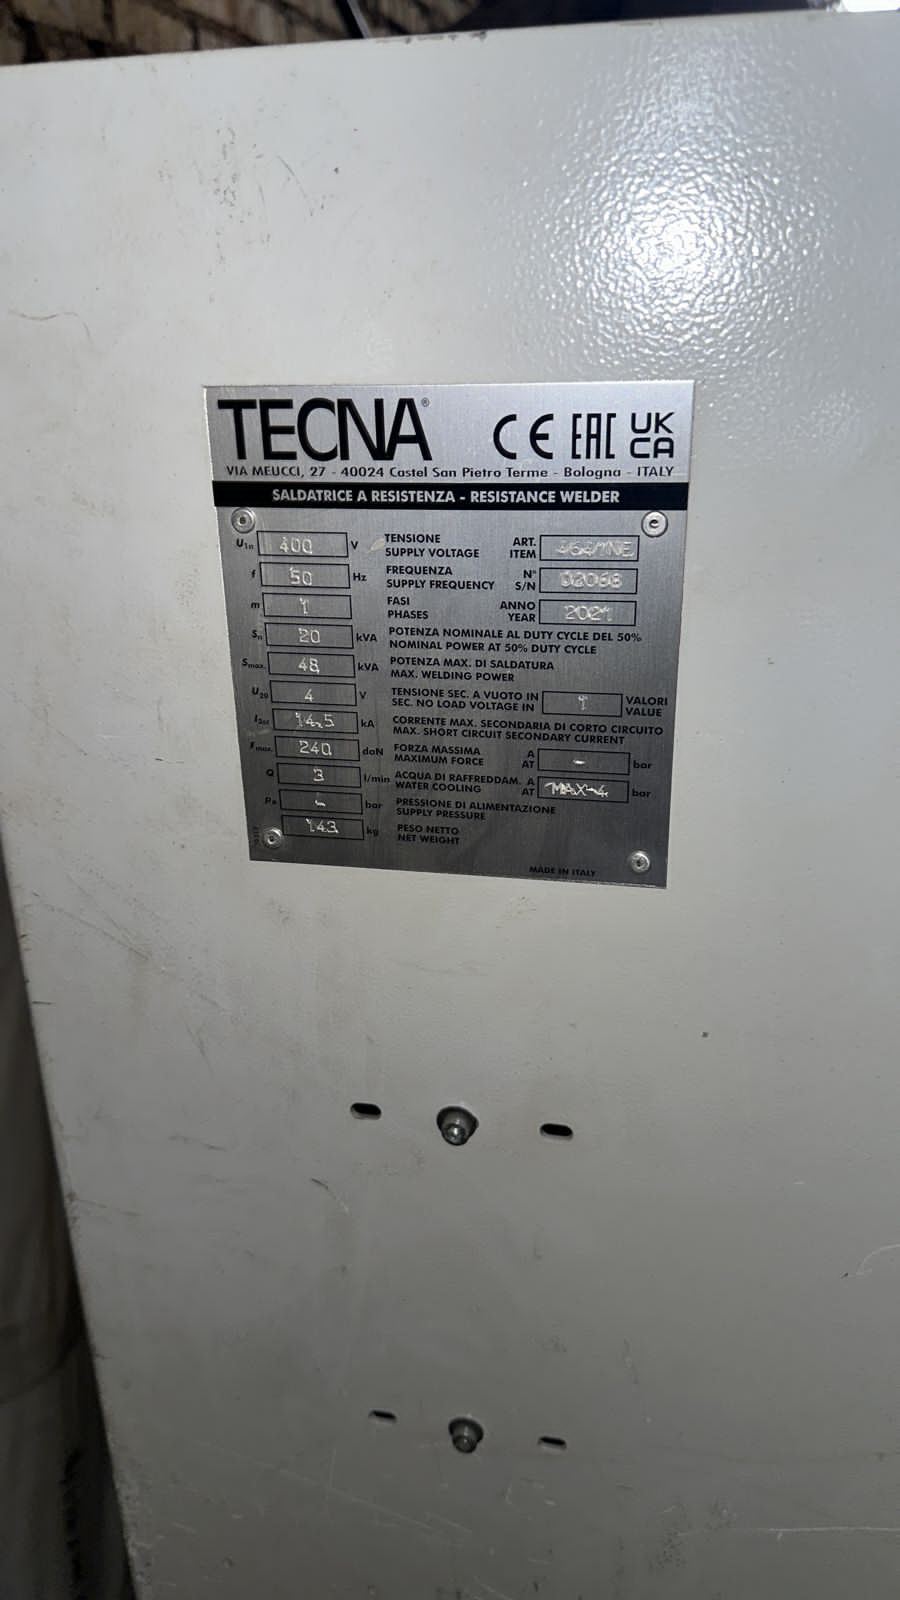 TECNA® CE EAC UK CA
VIA MEUCCI, 27 - 40024 Castel San Pietro Terme - Bologna - ITALY
SALDATRICE A RESISTENZA - RESISTANCE WELDER
U1n 400 V TENSIONE SUPPLY VOLTAGE ART. ITEM
f 50 Hz FREQUENZA SUPPLY FREQUENCY N° S/N 02068
m 1 FASI PHASES ANNO YEAR 2021
Sn 20 kVA POTENZA NOMINALE AL DUTY CYCLE DEL 50% NOMINAL POWER AT 50% DUTY CYCLE
Smax. 48 kVA POTENZA MAX. DI SALDATURA MAX. WELDING POWER
U20 4 V TENSIONE SEC. A VUOTO IN SEC. NO LOAD VOLTAGE IN 1 VALORI VALUE
I2cc 14.5 kA CORRENTE MAX. SECONDARIA DI CORTO CIRCUITO MAX. SHORT CIRCUIT SECONDARY CURRENT
Fmax. 240 daN FORZA MASSIMA MAXIMUM FORCE A AT - bar
Q 3 l/min ACQUA DI RAFFREDDAM. WATER COOLING A AT MAX-4 bar
- bar PRESSIONE DI ALIMENTAZIONE SUPPLY PRESSURE
143 kg PESO NETTO NET WEIGHT
MADE IN ITALY